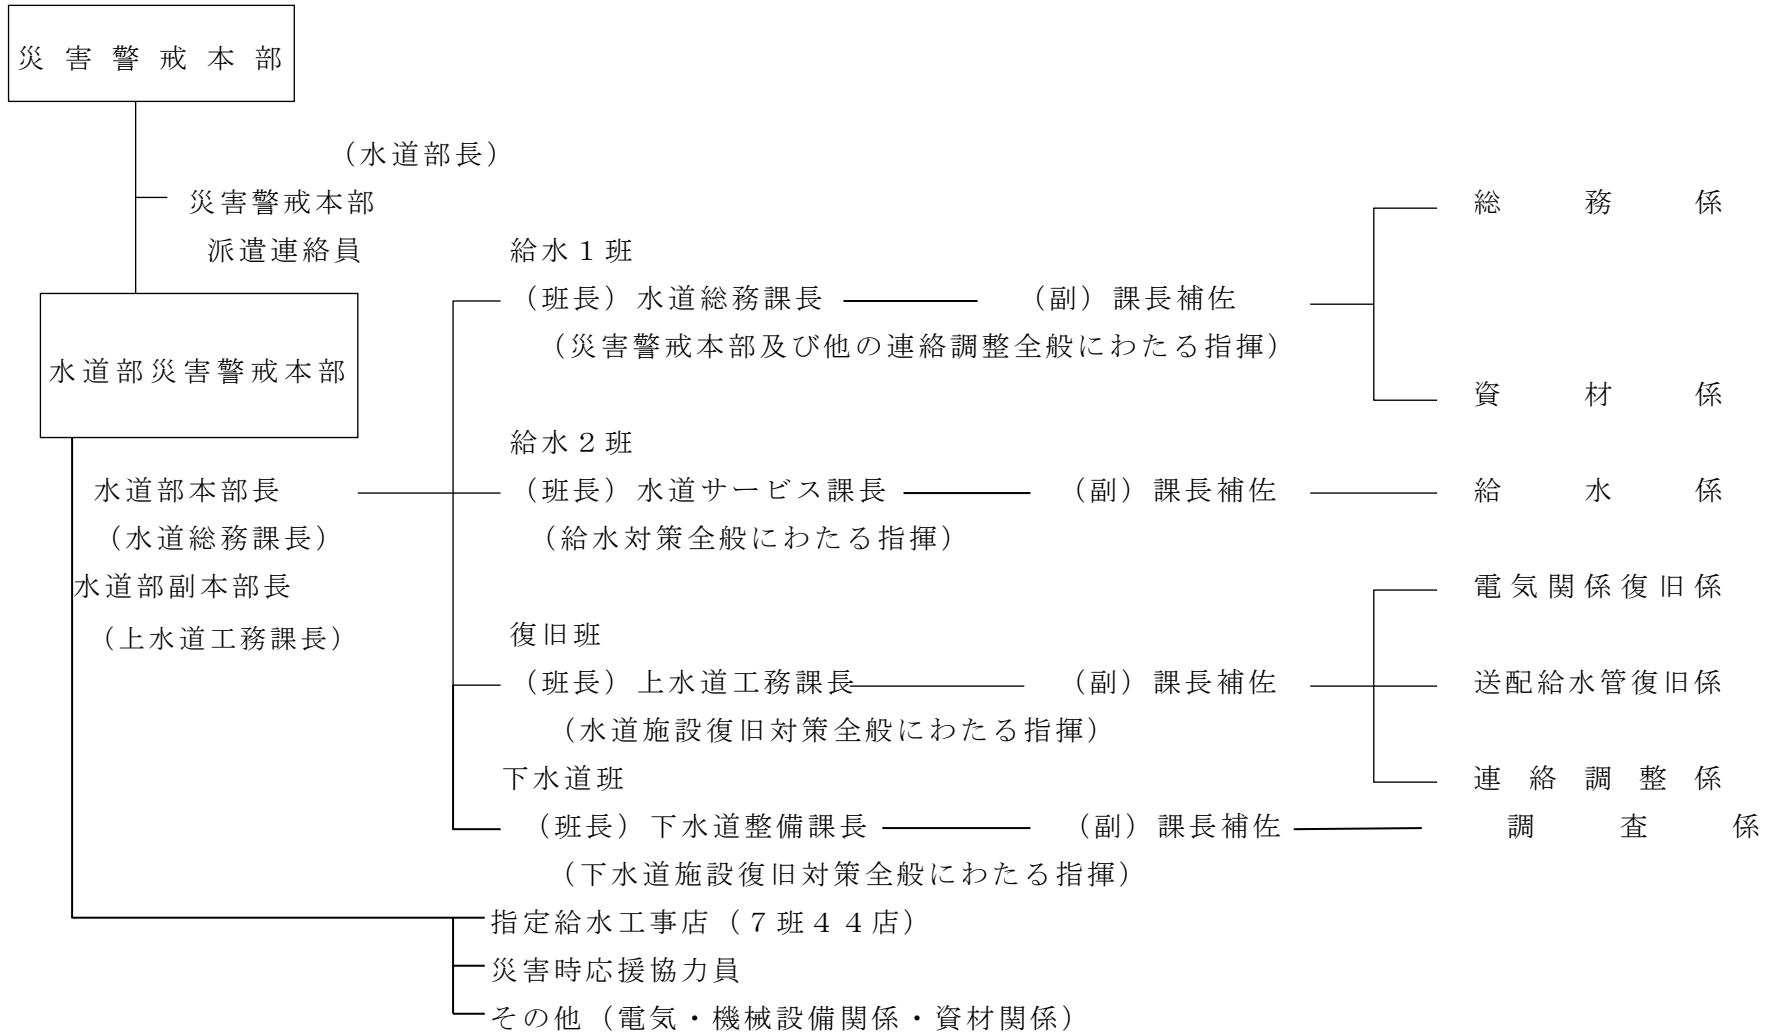 災害警戒本部
（水道部長）
災害警戒本部
派遣連絡員
総務係
給水１班
（班長）水道総務課長
（副）課長補佐
（災害警戒本部及び他の連絡調整全般にわたる指揮）
水道部災害警戒本部
資材係
給水２班
水道部本部長
（班長）水道サービス課長
（副）課長補佐
給水係
（水道総務課長）
（給水対策全般にわたる指揮）
水道部副本部長
電気関係復旧係
（上水道工務課長）
復旧班
（班長）上水道工務課長
（副）課長補佐
送配給水管復旧係
（水道施設復旧対策全般にわたる指揮）
下水道班
連絡調整係
（班長）下水道整備課長
（副）課長補佐
調査係
（下水道施設復旧対策全般にわたる指揮）
指定給水工事店（７班４４店）
災害時応援協力員
その他（電気・機械設備関係・資材関係）